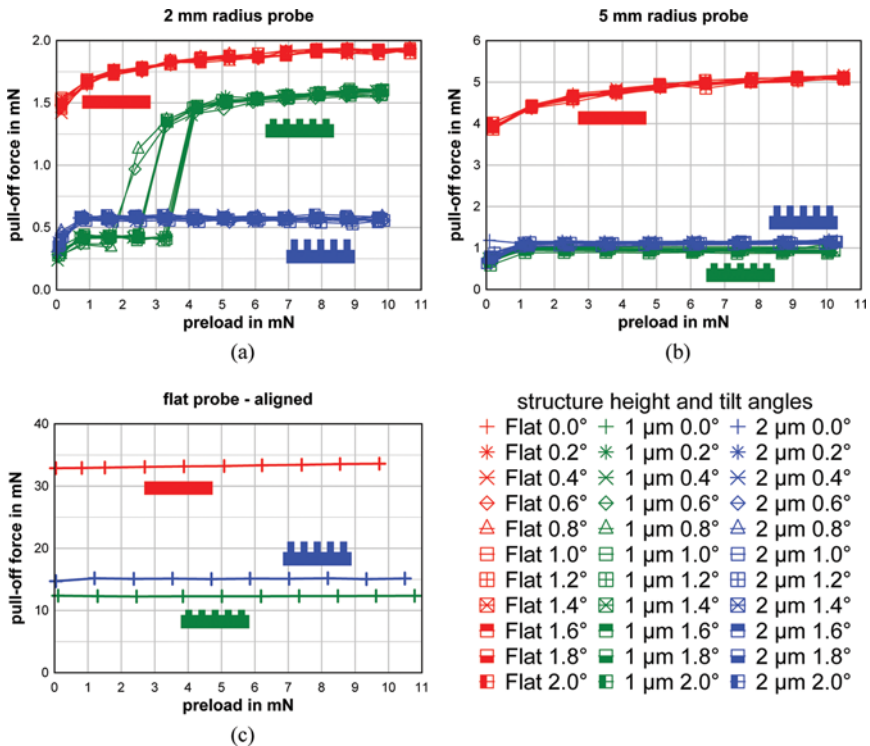 2 mm radius probe
pull-off force in mN
2.0
1.5
1.0
0.5
0.0
0 1 2 3 4 5 6 7 8 9 10 11
preload in mN
(a)
5 mm radius probe
pull-off force in mN
6
5
4
3
2
1
0
0 1 2 3 4 5 6 7 8 9 10 11
preload in mN
(b)
flat probe - aligned
pull-off force in mN
40
30
20
10
0
0 1 2 3 4 5 6 7 8 9 10 11
preload in mN
(c)
structure height and tilt angles
Flat 0.0° 1 µm 0.0° 2 µm 0.0°
Flat 0.2° 1 µm 0.2° 2 µm 0.2°
Flat 0.4° 1 µm 0.4° 2 µm 0.4°
Flat 0.6° 1 µm 0.6° 2 µm 0.6°
Flat 0.8° 1 µm 0.8° 2 µm 0.8°
Flat 1.0° 1 µm 1.0° 2 µm 1.0°
Flat 1.2° 1 µm 1.2° 2 µm 1.2°
Flat 1.4° 1 µm 1.4° 2 µm 1.4°
Flat 1.6° 1 µm 1.6° 2 µm 1.6°
Flat 1.8° 1 µm 1.8° 2 µm 1.8°
Flat 2.0° 1 µm 2.0° 2 µm 2.0°